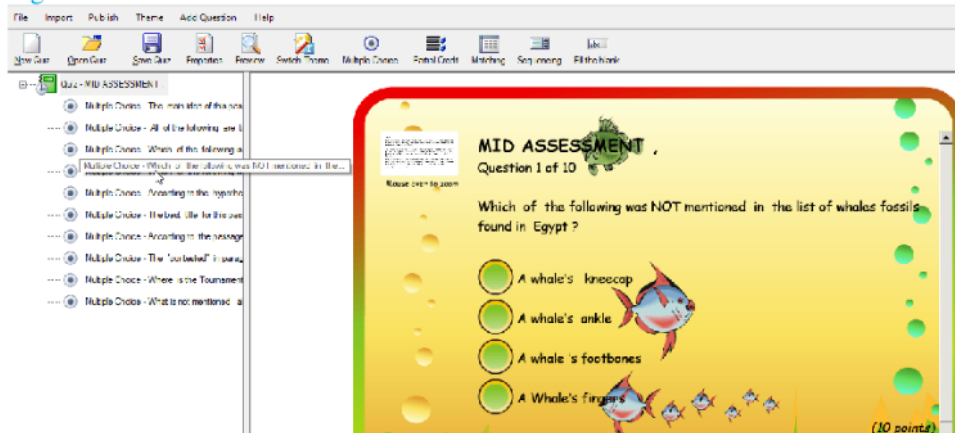 File Import Publish Theme Add Question Help
New Quiz Open Quiz Save Quiz Properties Preview Switch Theme Multiple Choice Partial Credit Matching Sequencing Fill the blank
Quiz - MID ASSESSMENT .
Multiple Choice - The main idea of the pas
Multiple Choice - All of the following are t
Multiple Choice - Which of the following a
Multiple Choice - Which of the following was NOT mentioned in the...
Multiple Choice - According to the hypothe
Multiple Choice - The best title for this pas
Multiple Choice - According to the passage
Multiple Choice - The in parag
Multiple Choice - Where is the Tournament
Multiple Choice - What is not mentioned a
MID ASSESSMENT .
Question 1 of 10
Mouse over to zoom
Which of the following was NOT mentioned in the list of whales fossils
found in Egypt ?
A whale's kneecap
A whale's ankle
A whale 's footbones
A Whale's fingers
(10 points)